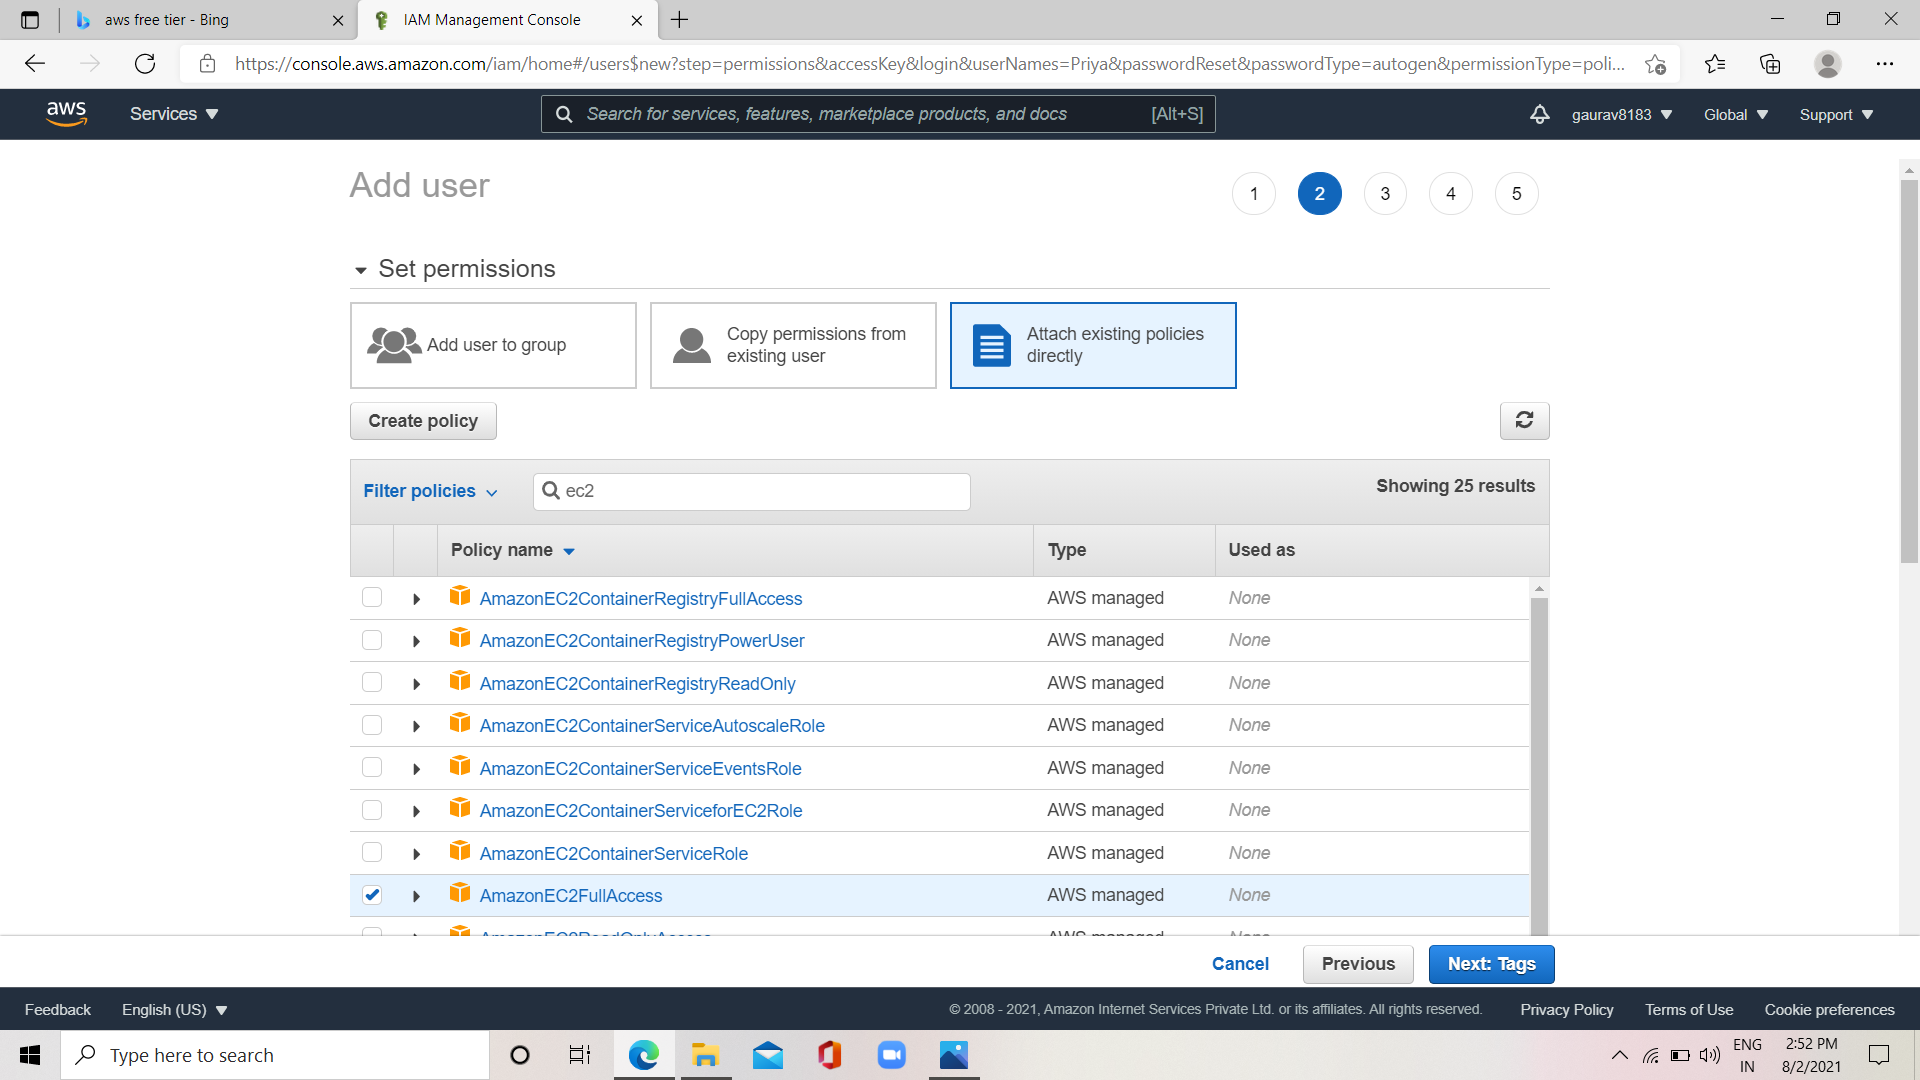 aws free tier - Bing
IAM Management Console
https://console.aws.amazon.com/iam/home#/users$new?step=permissions&accessKey&login&userNames=Priya&passwordReset&passwordType=autogen&permissionType=poli...
aws Services Search for services, features, marketplace products, and docs [Alt+S] gaurav8183 Global Support
Add user
1 2 3 4 5
Set permissions
Add user to group
Copy permissions from
existing user
Attach existing policies
directly
Create policy
Filter policies ec2 Showing 25 results
Policy name Type Used as
AmazonEC2ContainerRegistryFullAccess AWS managed None
AmazonEC2ContainerRegistryPowerUser AWS managed None
AmazonEC2ContainerRegistryReadOnly AWS managed None
AmazonEC2ContainerServiceAutoscaleRole AWS managed None
AmazonEC2ContainerServiceEventsRole AWS managed None
AmazonEC2ContainerServiceforEC2Role AWS managed None
AmazonEC2ContainerServiceRole AWS managed None
AmazonEC2FullAccess AWS managed None
AmazonEC2ReadOnlyAccess AWS managed None
Cancel Previous Next: Tags
Feedback English (US) © 2008 - 2021, Amazon Internet Services Private Ltd. or its affiliates. All rights reserved. Privacy Policy Terms of Use Cookie preferences
Type here to search
ENG
IN
2:52 PM
8/2/2021